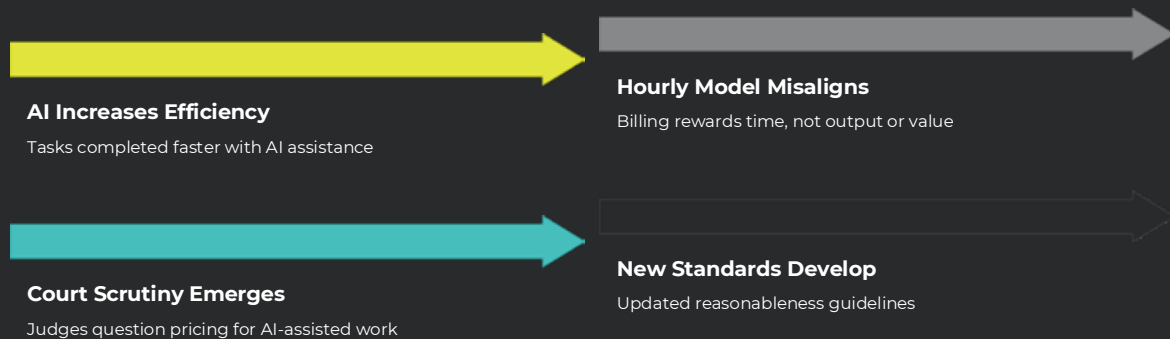 AI Increases Efficiency
Tasks completed faster with AI assistance
Hourly Model Misaligns
Billing rewards time, not output or value
Court Scrutiny Emerges
Judges question pricing for AI-assisted work
New Standards Develop
Updated reasonableness guidelines